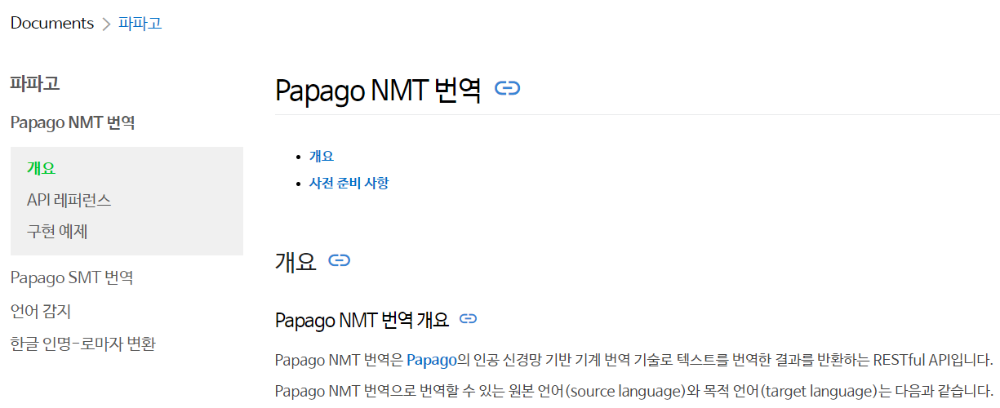 Documents > 파파고
파파고
Papago NMT 번역
개요
API 레퍼런스
구현 예제
Papago SMT 번역
언어 감지
한글 인명-로마자 변환
Papago NMT 번역
개요
사전 준비 사항
개요
Papago NMT 번역 개요
Papago NMT 번역은 Papago의 인공 신경망 기반 기계 번역 기술로 텍스트를 번역한 결과를 반환하는 RESTful API입니다.
Papago NMT 번역으로 번역할 수 있는 원본 언어(source language)와 목적 언어(target language)는 다음과 같습니다.